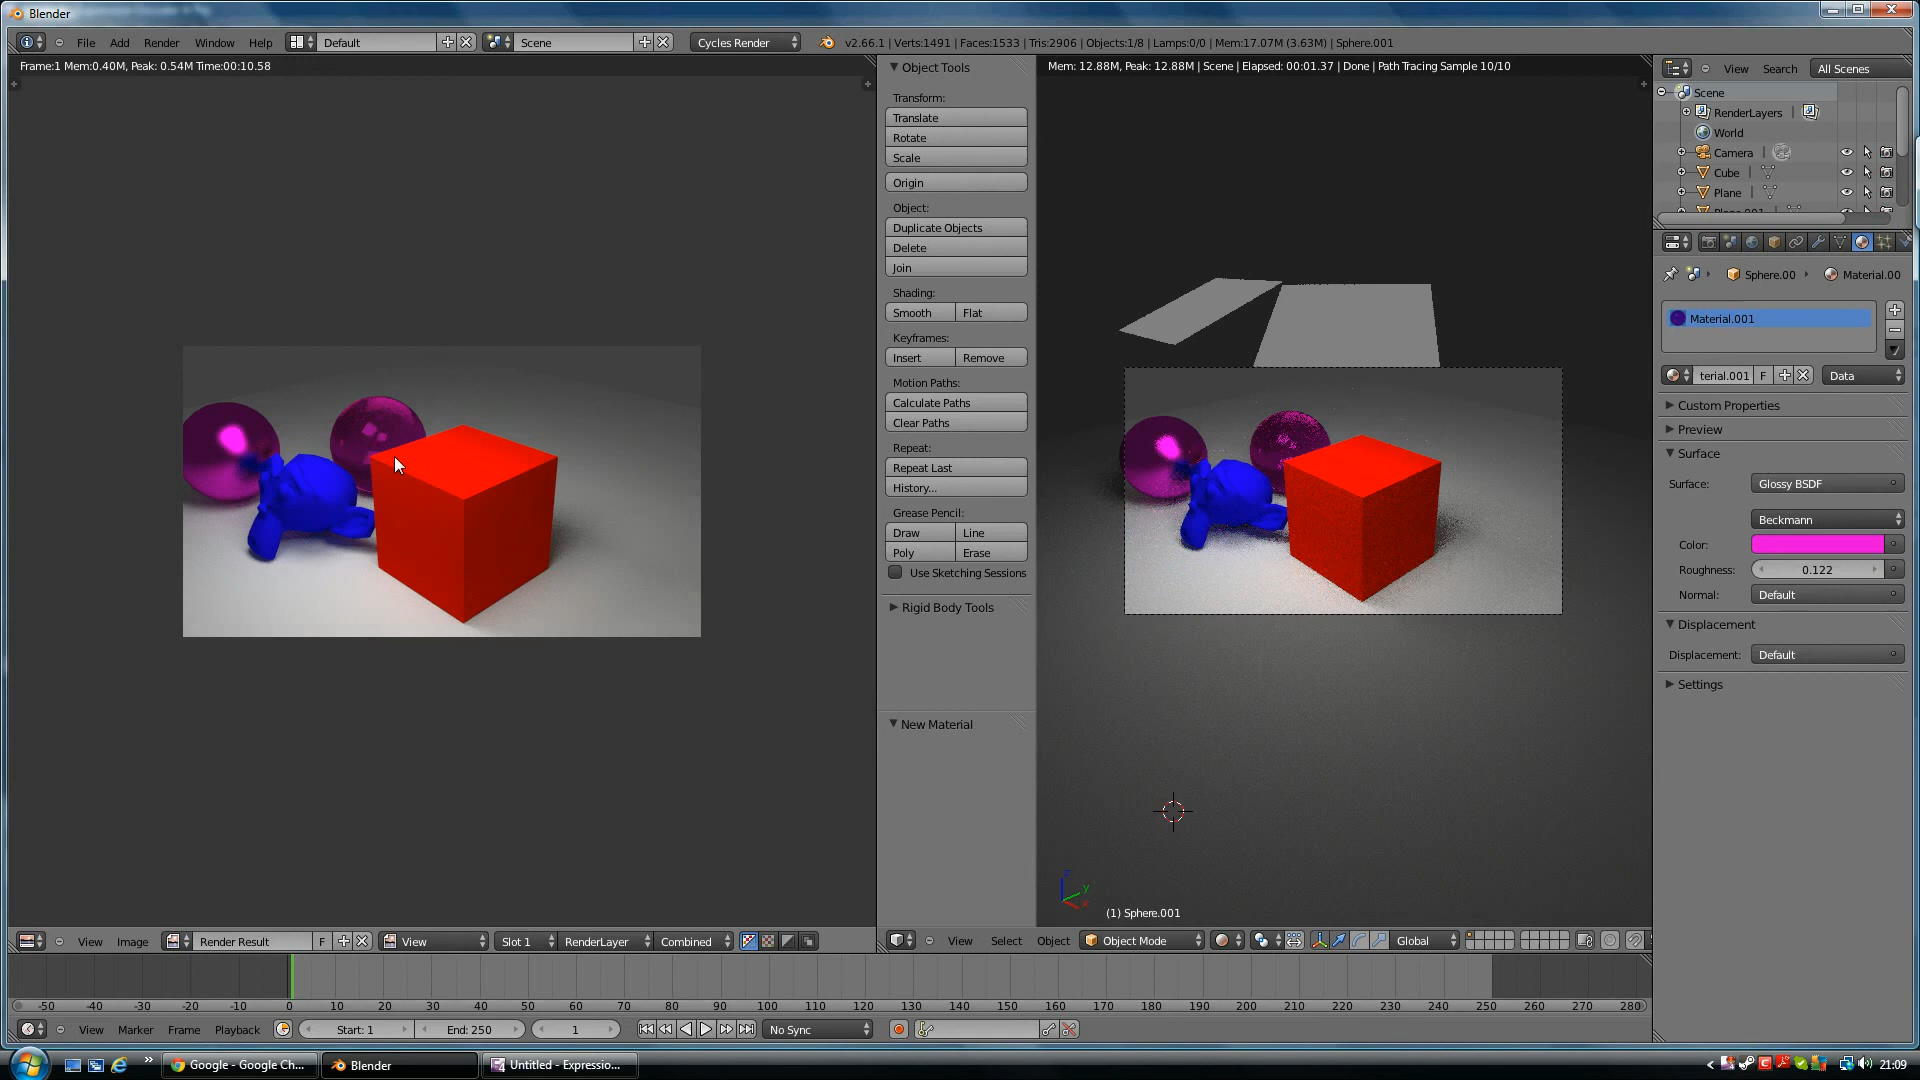 Blender
File Add Render Window Help Default Scene Cycles Render v2.66.1 | Verts:1491 | Faces:1533 | Tris:2906 | Objects:1/8 | Lamps:0/0 | Mem:17.07M (3.63M) | Sphere.001
Frame:1 Mem:0.40M, Peak: 0.54M Time:00:10.58
Object Tools
Transform:
Translate
Rotate
Scale
Origin
Object:
Duplicate Objects
Delete
Join
Shading:
Smooth Flat
Keyframes:
Insert Remove
Motion Paths:
Calculate Paths
Clear Paths
Repeat:
Repeat Last
History...
Grease Pencil:
Draw Line
Poly Erase
Use Sketching Sessions
Rigid Body Tools
New Material
Mem: 12.88M, Peak: 12.88M | Scene | Elapsed: 00:01.37 | Done | Path Tracing Sample 10/10
z
y
x
(1) Sphere.001
View Search All Scenes
Scene
RenderLayers |
World
Camera |
Cube |
Plane |
Sphere.00 Material.00
Material.001
terial.001 F Data
Custom Properties
Preview
Surface
Surface: Glossy BSDF
Beckmann
Color:
Roughness: 0.122
Normal: Default
Displacement
Displacement: Default
Settings
View Image Render Result F View Slot 1 RenderLayer Combined
View Select Object Object Mode Global
-50 -40 -30 -20 -10 0 10 20 30 40 50 60 70 80 90 100 110 120 130 140 150 160 170 180 190 200 210 220 230 240 250 260 270 280
View Marker Frame Playback Start: 1 End: 250 1 No Sync
Google - Google Ch... Blender Untitled - Expressio... 21:09